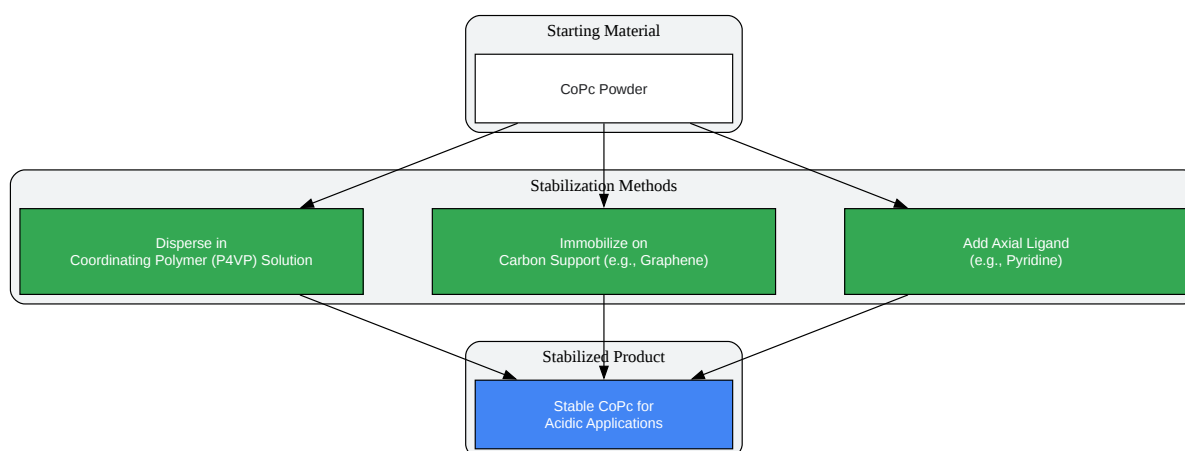 Starting Material
CoPc Powder
Stabilization Methods
Disperse in
Coordinating Polymer (P4VP) Solution
Immobilize on
Carbon Support (e.g., Graphene)
Add Axial Ligand
(e.g., Pyridine)
Stabilized Product
Stable CoPc for
Acidic Applications